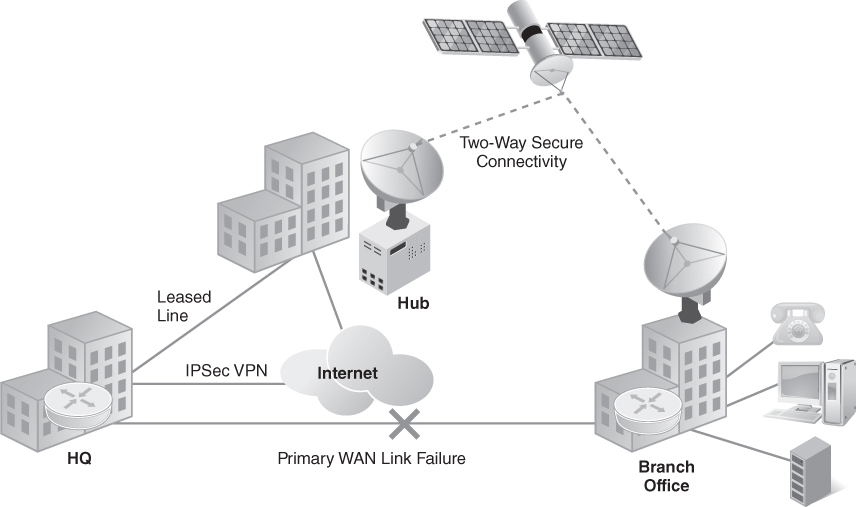 Two-Way Secure
Connectivity
Hub
Leased
Line
IPSec VPN
Internet
HQ
Primary WAN Link Failure
Branch
Office